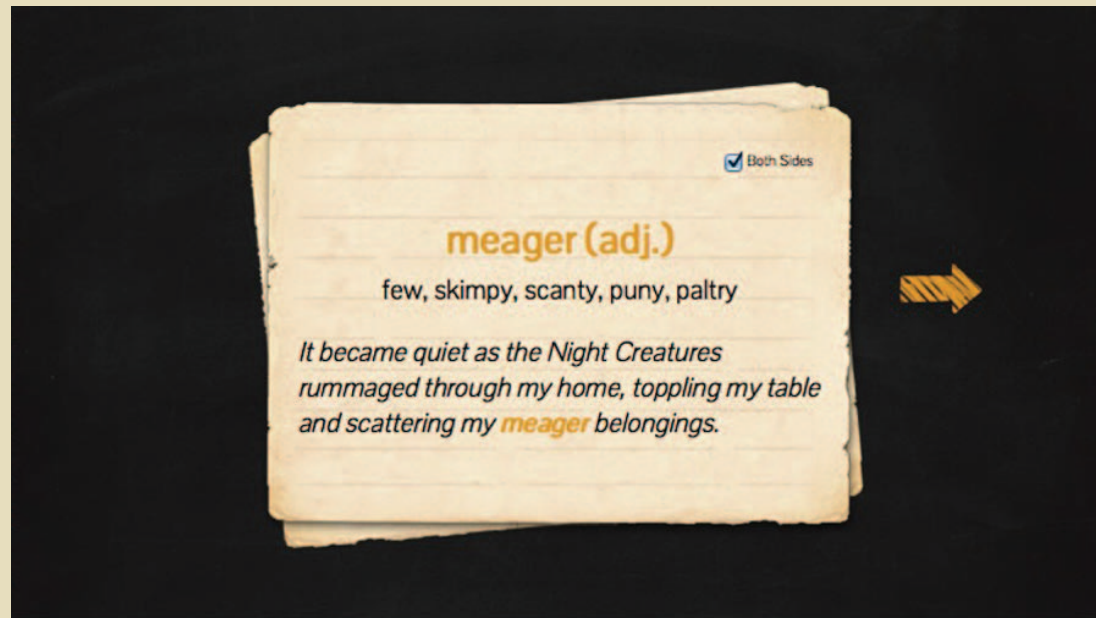 Both Sides
meager (adj.)
few, skimpy, scanty, puny, paltry
It became quiet as the Night Creatures
rummaged through my home, toppling my table
and scattering my meager belongings.